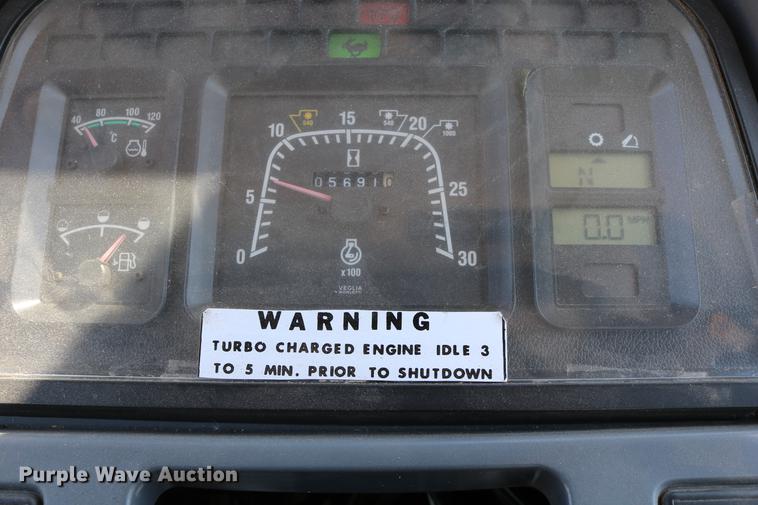 40 80 100 120
°C
0 5 10 15 20 25 30
540 540 1000
056910
x100
VEGLIA
BORLETTI
N
0.0 MPH
WARNING
TURBO CHARGED ENGINE IDLE 3
TO 5 MIN. PRIOR TO SHUTDOWN
Purple Wave Auction